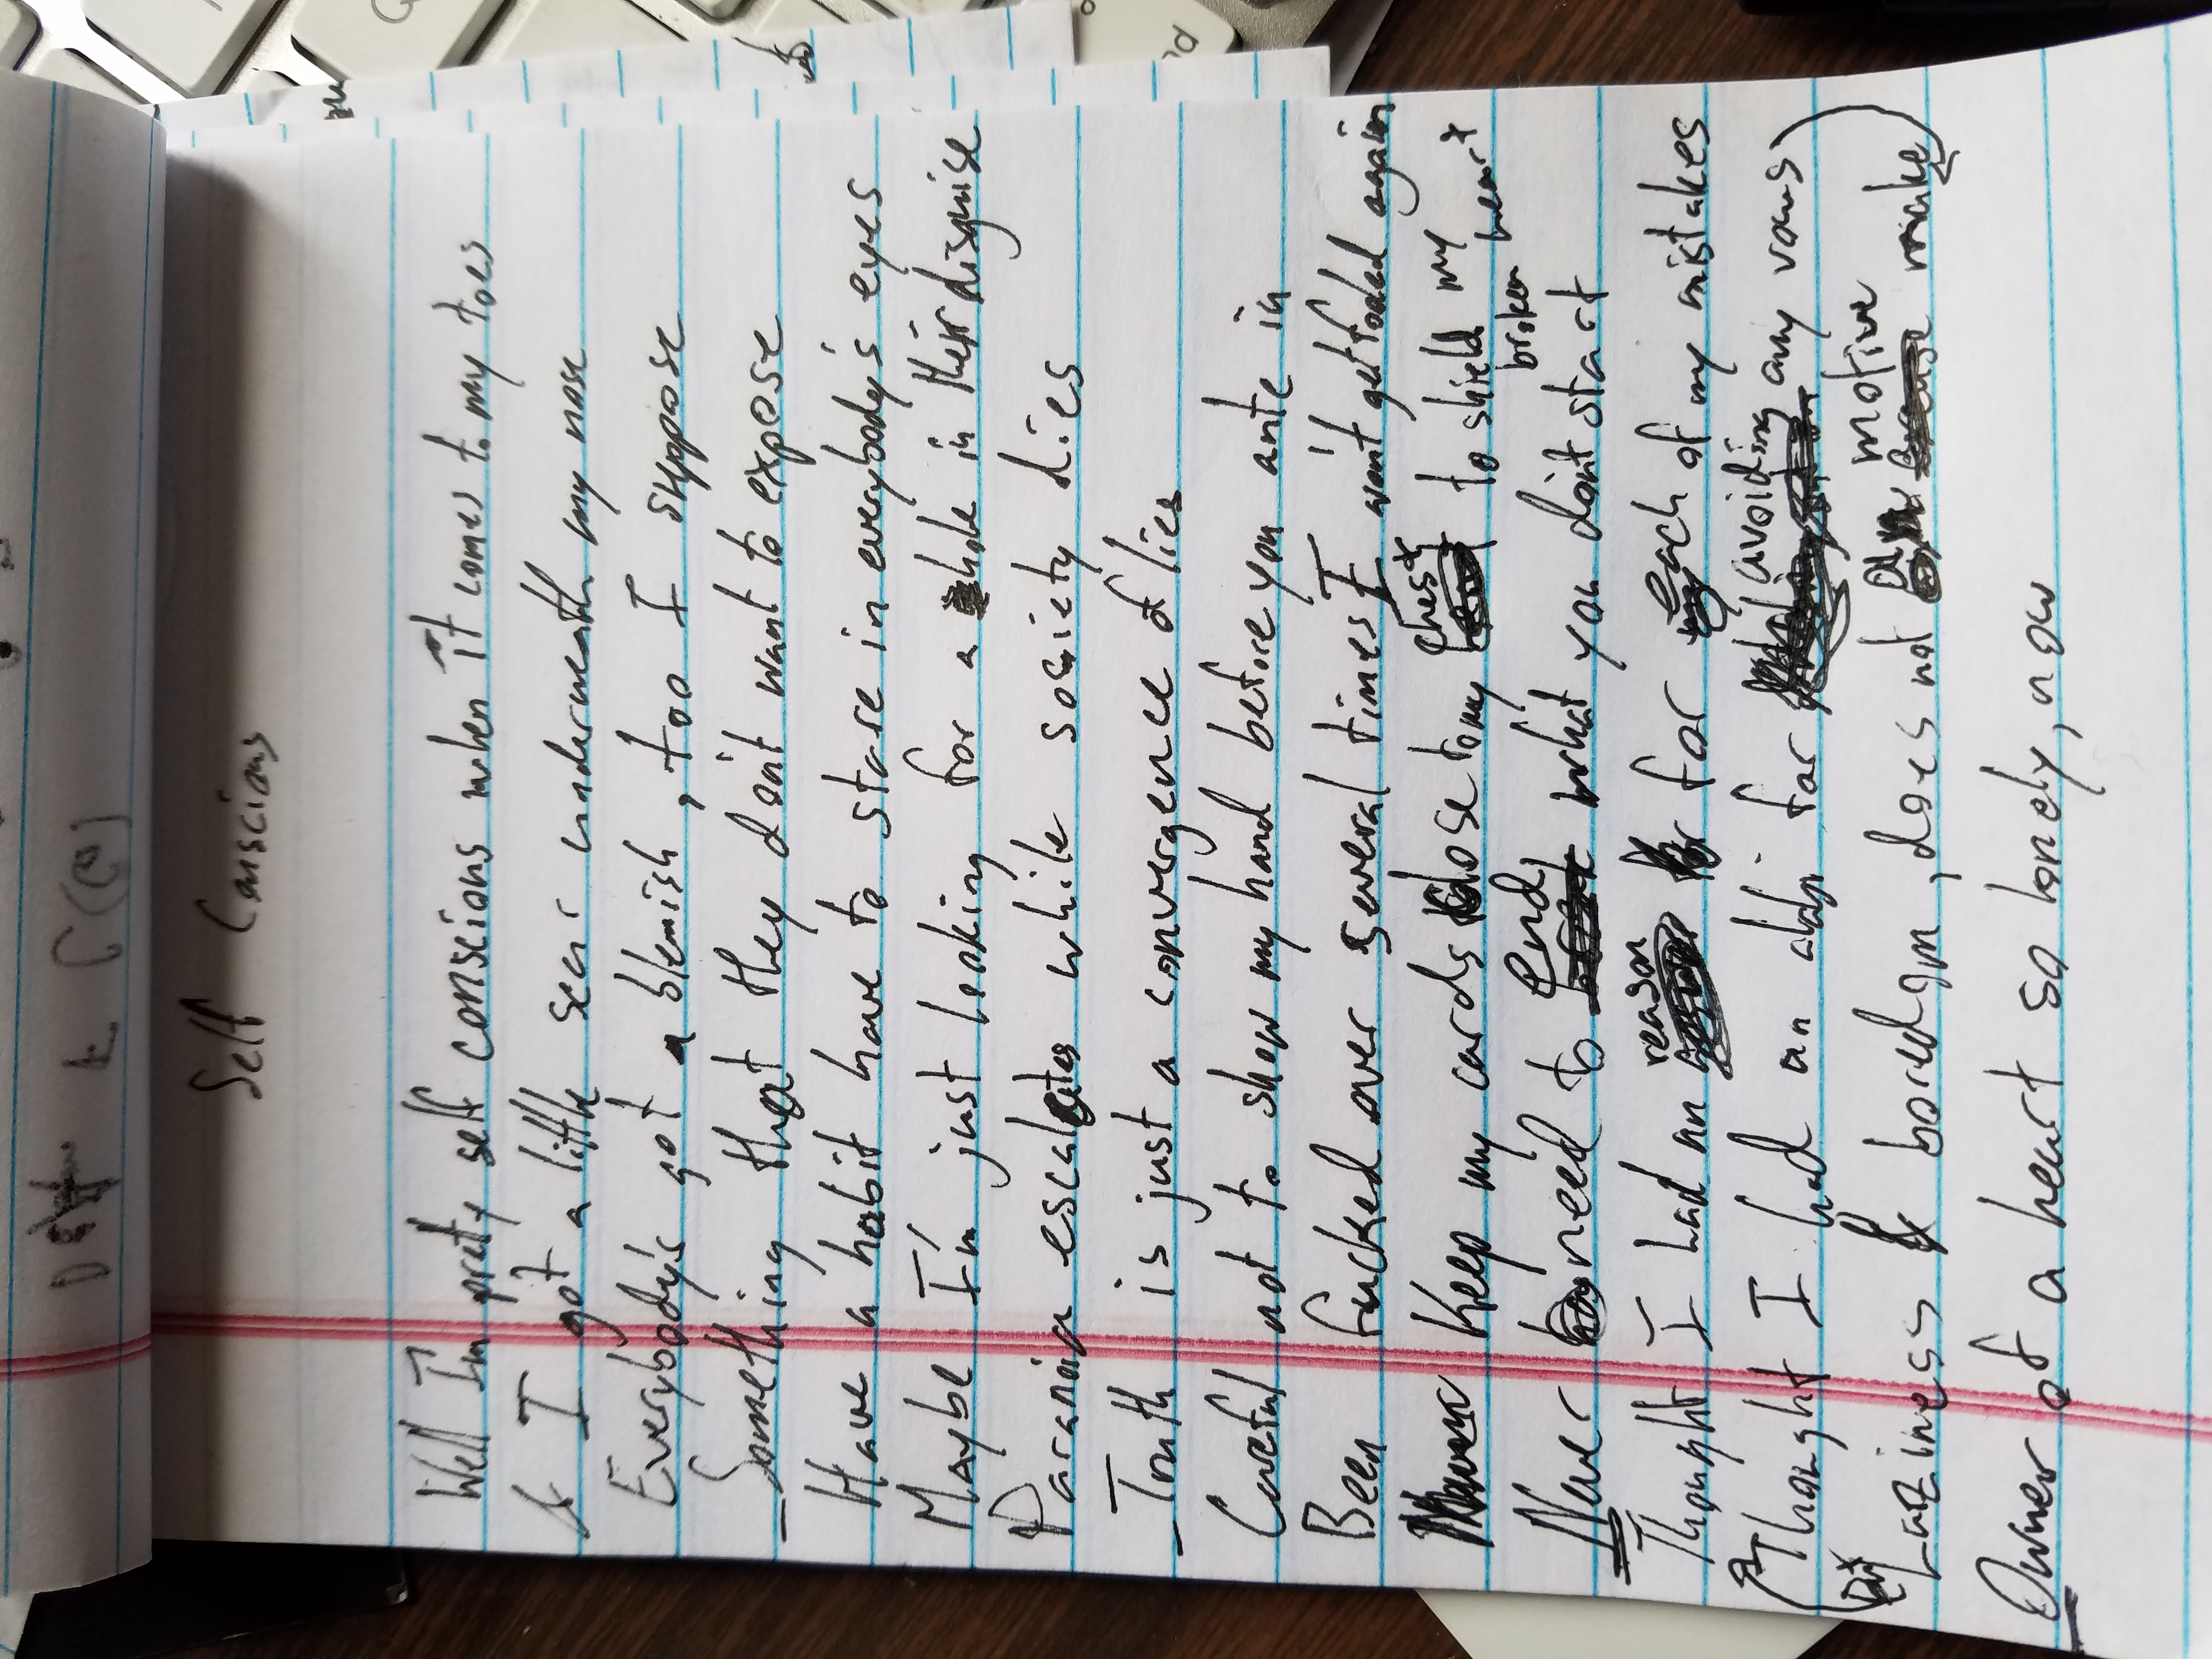 Self Conscious
Well I'm pretty self conscious when it comes to my toes
& I got a little scar underneath my nose
Everybody's got a blemish, too I suppose
Something that they don't want to expose
Have a habit have to stare in everybody's eyes
Maybe I'm just looking for a hole in their disguise
Paranoia escalates while society dies
Truth is just a convergence of lies
Careful not to show my hand before you ante in
Been fucked over several times I won't get folded again
Keep my cards close to my chest to shield my broken heart
Never need to end what you don't start
Thought I had an reason for each of my mistakes
Thought I had an alabi for avoiding any vows
But Laziness & boredom, does not motive make
Owner of a heart so lonely, now